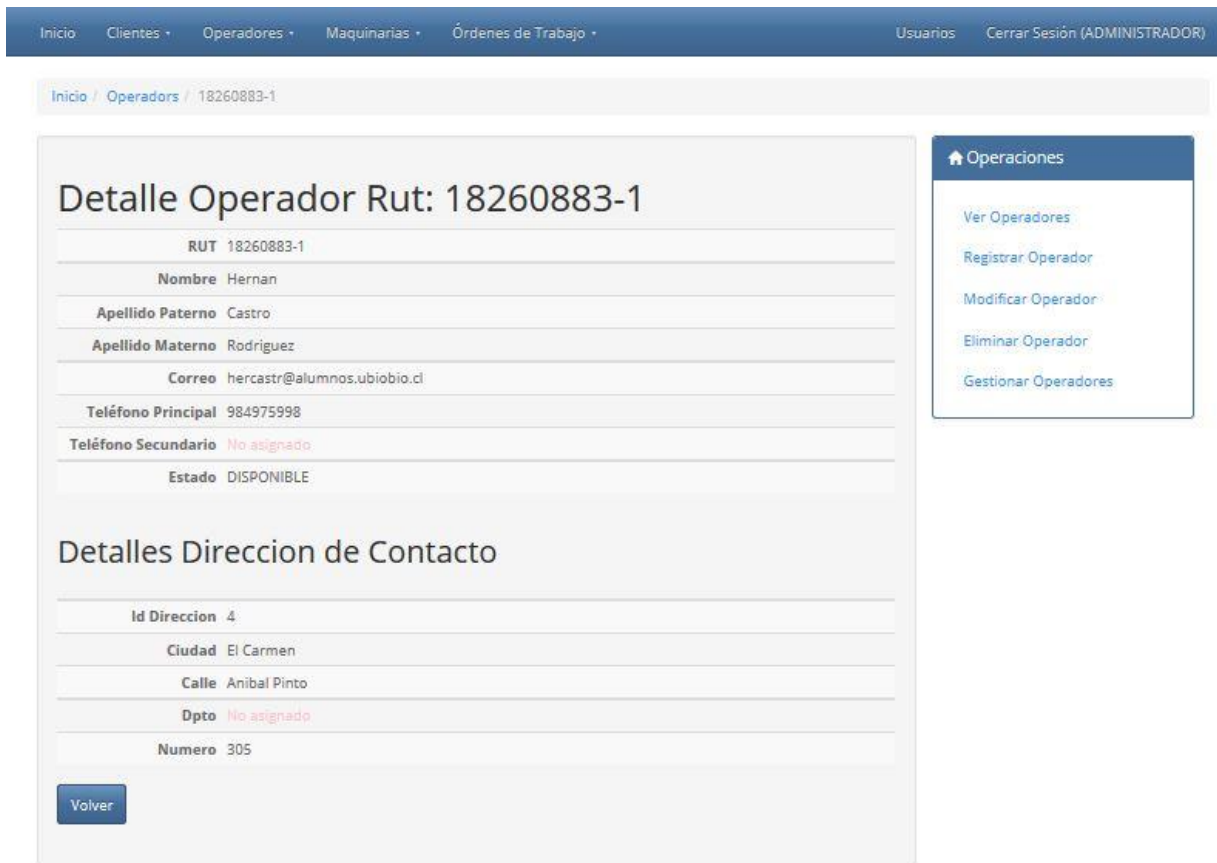 Inicio Clientes Operadores Maquinarias Órdenes de Trabajo Usuarios Cerrar Sesión (ADMINISTRADOR)
Inicio / Operadors / 18260883-1
Detalle Operador Rut: 18260883-1
RUT 18260883-1
Nombre Hernan
Apellido Paterno Castro
Apellido Materno Rodriguez
Correo hercastr@alumnos.ubiobio.cl
Teléfono Principal 984975998
Teléfono Secundario No asignado
Estado DISPONIBLE
Detalles Direccion de Contacto
Id Direccion 4
Ciudad El Carmen
Calle Anibal Pinto
Dpto No asignado
Numero 305
Volver
Operaciones
Ver Operadores
Registrar Operador
Modificar Operador
Eliminar Operador
Gestionar Operadores